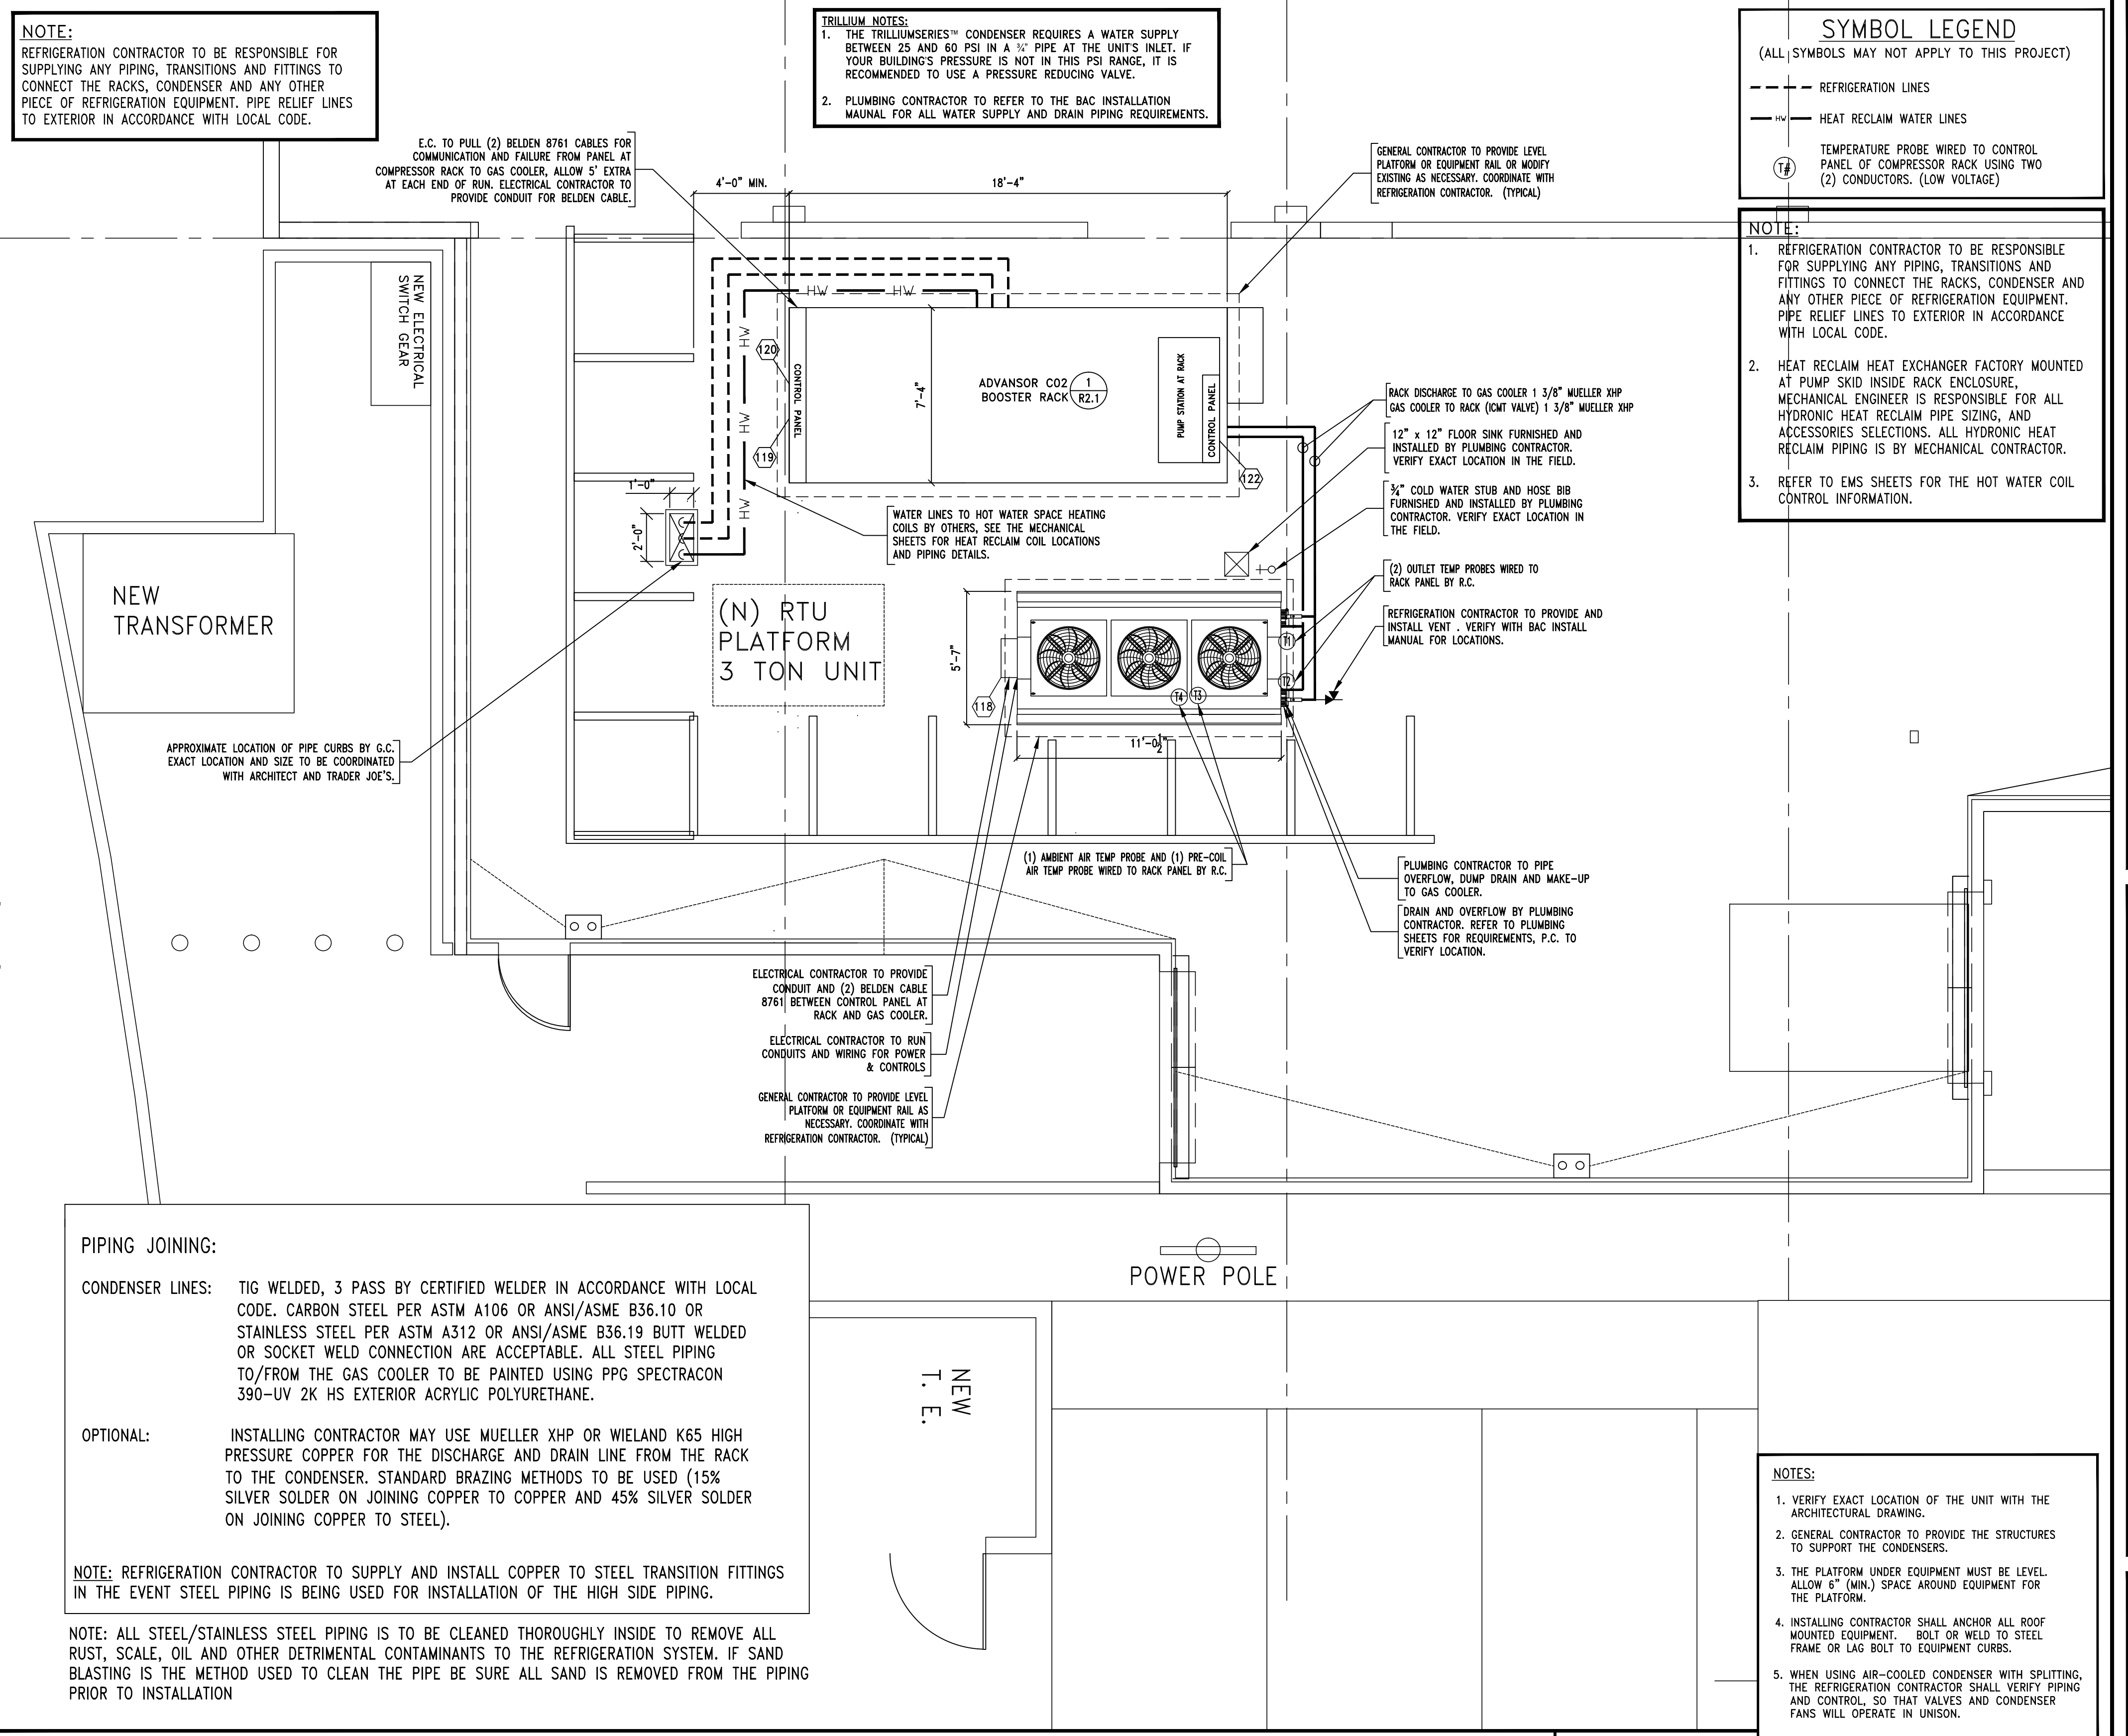 NOTE:
REFRIGERATION CONTRACTOR TO BE RESPONSIBLE FOR
SUPPLYING ANY PIPING, TRANSITIONS AND FITTINGS TO
CONNECT THE RACKS, CONDENSER AND ANY OTHER
PIECE OF REFRIGERATION EQUIPMENT. PIPE RELIEF LINES
TO EXTERIOR IN ACCORDANCE WITH LOCAL CODE.
TRILLIUM NOTES:
1. THE TRILLIUMSERIES™ CONDENSER REQUIRES A WATER SUPPLY
BETWEEN 25 AND 60 PSI IN A ¾" PIPE AT THE UNIT'S INLET. IF
YOUR BUILDING'S PRESSURE IS NOT IN THIS PSI RANGE, IT IS
RECOMMENDED TO USE A PRESSURE REDUCING VALVE.
2. PLUMBING CONTRACTOR TO REFER TO THE BAC INSTALLATION
MAUNAL FOR ALL WATER SUPPLY AND DRAIN PIPING REQUIREMENTS.
SYMBOL LEGEND
(ALL SYMBOLS MAY NOT APPLY TO THIS PROJECT)
REFRIGERATION LINES
HW HEAT RECLAIM WATER LINES
T# TEMPERATURE PROBE WIRED TO CONTROL
PANEL OF COMPRESSOR RACK USING TWO
(2) CONDUCTORS. (LOW VOLTAGE)
NOTE:
1. REFRIGERATION CONTRACTOR TO BE RESPONSIBLE
FOR SUPPLYING ANY PIPING, TRANSITIONS AND
FITTINGS TO CONNECT THE RACKS, CONDENSER AND
ANY OTHER PIECE OF REFRIGERATION EQUIPMENT.
PIPE RELIEF LINES TO EXTERIOR IN ACCORDANCE
WITH LOCAL CODE.
2. HEAT RECLAIM HEAT EXCHANGER FACTORY MOUNTED
AT PUMP SKID INSIDE RACK ENCLOSURE,
MECHANICAL ENGINEER IS RESPONSIBLE FOR ALL
HYDRONIC HEAT RECLAIM PIPE SIZING, AND
ACCESSORIES SELECTIONS. ALL HYDRONIC HEAT
RECLAIM PIPING IS BY MECHANICAL CONTRACTOR.
3. REFER TO EMS SHEETS FOR THE HOT WATER COIL
CONTROL INFORMATION.
E.C. TO PULL (2) BELDEN 8761 CABLES FOR
COMMUNICATION AND FAILURE FROM PANEL AT
COMPRESSOR RACK TO GAS COOLER, ALLOW 5' EXTRA
AT EACH END OF RUN. ELECTRICAL CONTRACTOR TO
PROVIDE CONDUIT FOR BELDEN CABLE.
4'-0" MIN.
18'-4"
GENERAL CONTRACTOR TO PROVIDE LEVEL
PLATFORM OR EQUIPMENT RAIL OR MODIFY
EXISTING AS NECESSARY. COORDINATE WITH
REFRIGERATION CONTRACTOR. (TYPICAL)
NEW ELECTRICAL
SWITCH GEAR
HW
HW
HW
HW
HW
120
119
CONTROL PANEL
7'-4"
ADVANSOR CO2
BOOSTER RACK
1
R2.1
PUMP STATION AT RACK
CONTROL PANEL
122
RACK DISCHARGE TO GAS COOLER 1 3/8" MUELLER XHP
GAS COOLER TO RACK (ICMT VALVE) 1 3/8" MUELLER XHP
12" x 12" FLOOR SINK FURNISHED AND
INSTALLED BY PLUMBING CONTRACTOR.
VERIFY EXACT LOCATION IN THE FIELD.
¾" COLD WATER STUB AND HOSE BIB
FURNISHED AND INSTALLED BY PLUMBING
CONTRACTOR. VERIFY EXACT LOCATION IN
THE FIELD.
1'-0"
2'-0"
WATER LINES TO HOT WATER SPACE HEATING
COILS BY OTHERS, SEE THE MECHANICAL
SHEETS FOR HEAT RECLAIM COIL LOCATIONS
AND PIPING DETAILS.
(2) OUTLET TEMP PROBES WIRED TO
RACK PANEL BY R.C.
REFRIGERATION CONTRACTOR TO PROVIDE AND
INSTALL VENT . VERIFY WITH BAC INSTALL
MANUAL FOR LOCATIONS.
NEW
TRANSFORMER
(N) RTU
PLATFORM
3 TON UNIT
5'-7"
118
T1
T2
T4
T3
11'-0½"
APPROXIMATE LOCATION OF PIPE CURBS BY G.C.
EXACT LOCATION AND SIZE TO BE COORDINATED
WITH ARCHITECT AND TRADER JOE'S.
(1) AMBIENT AIR TEMP PROBE AND (1) PRE-COIL
AIR TEMP PROBE WIRED TO RACK PANEL BY R.C.
PLUMBING CONTRACTOR TO PIPE
OVERFLOW, DUMP DRAIN AND MAKE-UP
TO GAS COOLER.
DRAIN AND OVERFLOW BY PLUMBING
CONTRACTOR. REFER TO PLUMBING
SHEETS FOR REQUIREMENTS, P.C. TO
VERIFY LOCATION.
ELECTRICAL CONTRACTOR TO PROVIDE
CONDUIT AND (2) BELDEN CABLE
8761 BETWEEN CONTROL PANEL AT
RACK AND GAS COOLER.
ELECTRICAL CONTRACTOR TO RUN
CONDUITS AND WIRING FOR POWER
& CONTROLS
GENERAL CONTRACTOR TO PROVIDE LEVEL
PLATFORM OR EQUIPMENT RAIL AS
NECESSARY. COORDINATE WITH
REFRIGERATION CONTRACTOR. (TYPICAL)
POWER POLE
NEW
T. E.
PIPING JOINING:
CONDENSER LINES: TIG WELDED, 3 PASS BY CERTIFIED WELDER IN ACCORDANCE WITH LOCAL
CODE. CARBON STEEL PER ASTM A106 OR ANSI/ASME B36.10 OR
STAINLESS STEEL PER ASTM A312 OR ANSI/ASME B36.19 BUTT WELDED
OR SOCKET WELD CONNECTION ARE ACCEPTABLE. ALL STEEL PIPING
TO/FROM THE GAS COOLER TO BE PAINTED USING PPG SPECTRACON
390-UV 2K HS EXTERIOR ACRYLIC POLYURETHANE.
OPTIONAL: INSTALLING CONTRACTOR MAY USE MUELLER XHP OR WIELAND K65 HIGH
PRESSURE COPPER FOR THE DISCHARGE AND DRAIN LINE FROM THE RACK
TO THE CONDENSER. STANDARD BRAZING METHODS TO BE USED (15%
SILVER SOLDER ON JOINING COPPER TO COPPER AND 45% SILVER SOLDER
ON JOINING COPPER TO STEEL).
NOTE: REFRIGERATION CONTRACTOR TO SUPPLY AND INSTALL COPPER TO STEEL TRANSITION FITTINGS
IN THE EVENT STEEL PIPING IS BEING USED FOR INSTALLATION OF THE HIGH SIDE PIPING.
NOTE: ALL STEEL/STAINLESS STEEL PIPING IS TO BE CLEANED THOROUGHLY INSIDE TO REMOVE ALL
RUST, SCALE, OIL AND OTHER DETRIMENTAL CONTAMINANTS TO THE REFRIGERATION SYSTEM. IF SAND
BLASTING IS THE METHOD USED TO CLEAN THE PIPE BE SURE ALL SAND IS REMOVED FROM THE PIPING
PRIOR TO INSTALLATION
NOTES:
1. VERIFY EXACT LOCATION OF THE UNIT WITH THE
ARCHITECTURAL DRAWING.
2. GENERAL CONTRACTOR TO PROVIDE THE STRUCTURES
TO SUPPORT THE CONDENSERS.
3. THE PLATFORM UNDER EQUIPMENT MUST BE LEVEL.
ALLOW 6" (MIN.) SPACE AROUND EQUIPMENT FOR
THE PLATFORM.
4. INSTALLING CONTRACTOR SHALL ANCHOR ALL ROOF
MOUNTED EQUIPMENT. BOLT OR WELD TO STEEL
FRAME OR LAG BOLT TO EQUIPMENT CURBS.
5. WHEN USING AIR-COOLED CONDENSER WITH SPLITTING,
THE REFRIGERATION CONTRACTOR SHALL VERIFY PIPING
AND CONTROL, SO THAT VALVES AND CONDENSER
FANS WILL OPERATE IN UNISON.